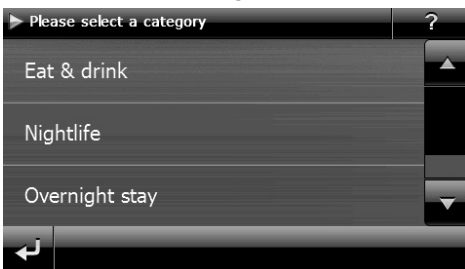 Please select a category
?
Eat & drink
Nightlife
Overnight stay